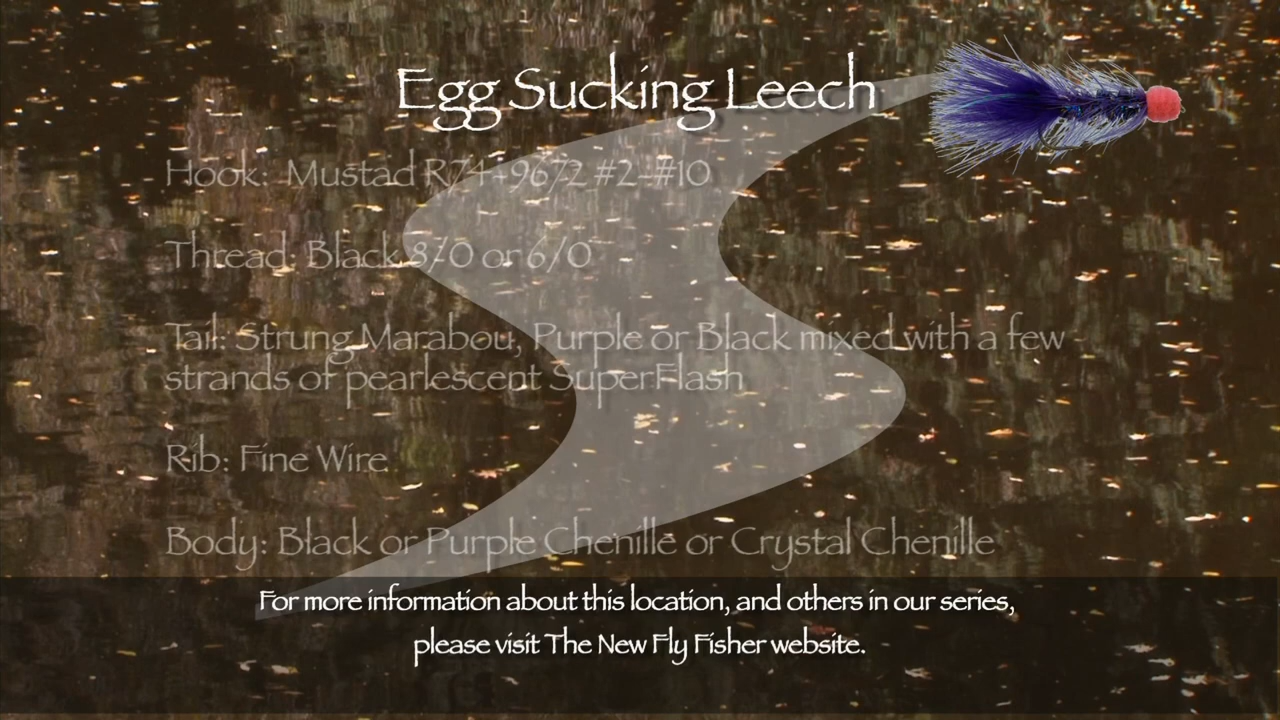 Egg Sucking Leech
Hook: Mustad R74-9672 #2-#10
Thread: Black 8/0 or 6/0
Tail: Strung Marabou, Purple or Black mixed with a few
strands of pearlescent SuperFlash
Rib: Fine Wire
Body: Black or Purple Chenille or Crystal Chenille
For more information about this location, and others in our series,
please visit The New Fly Fisher website.